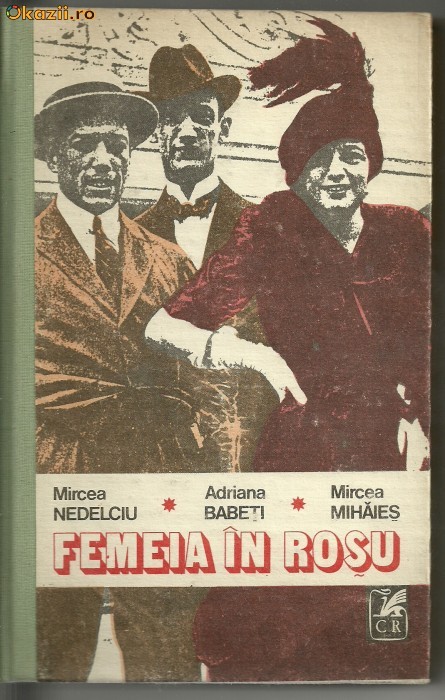 Okazii.ro
Mircea NEDELCIU * Adriana BABEȚI * Mircea MIHĂIEȘ
FEMEIA ÎN ROȘU
CR